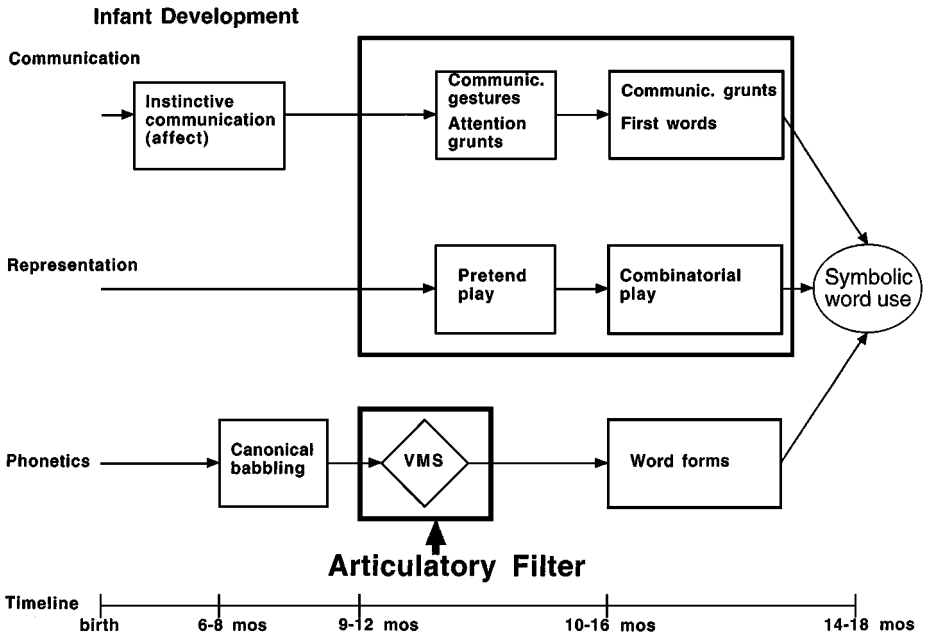 Infant Development
Communication
Instinctive
communication
(affect)
Communic.
gestures
Attention
grunts
Communic. grunts
First words
Representation
Pretend
play
Combinatorial
play
Symbolic
word use
Phonetics
Canonical
babbling
VMS
Word forms
Articulatory Filter
Timeline
birth
6-8 mos
9-12 mos
10-16 mos
14-18 mos